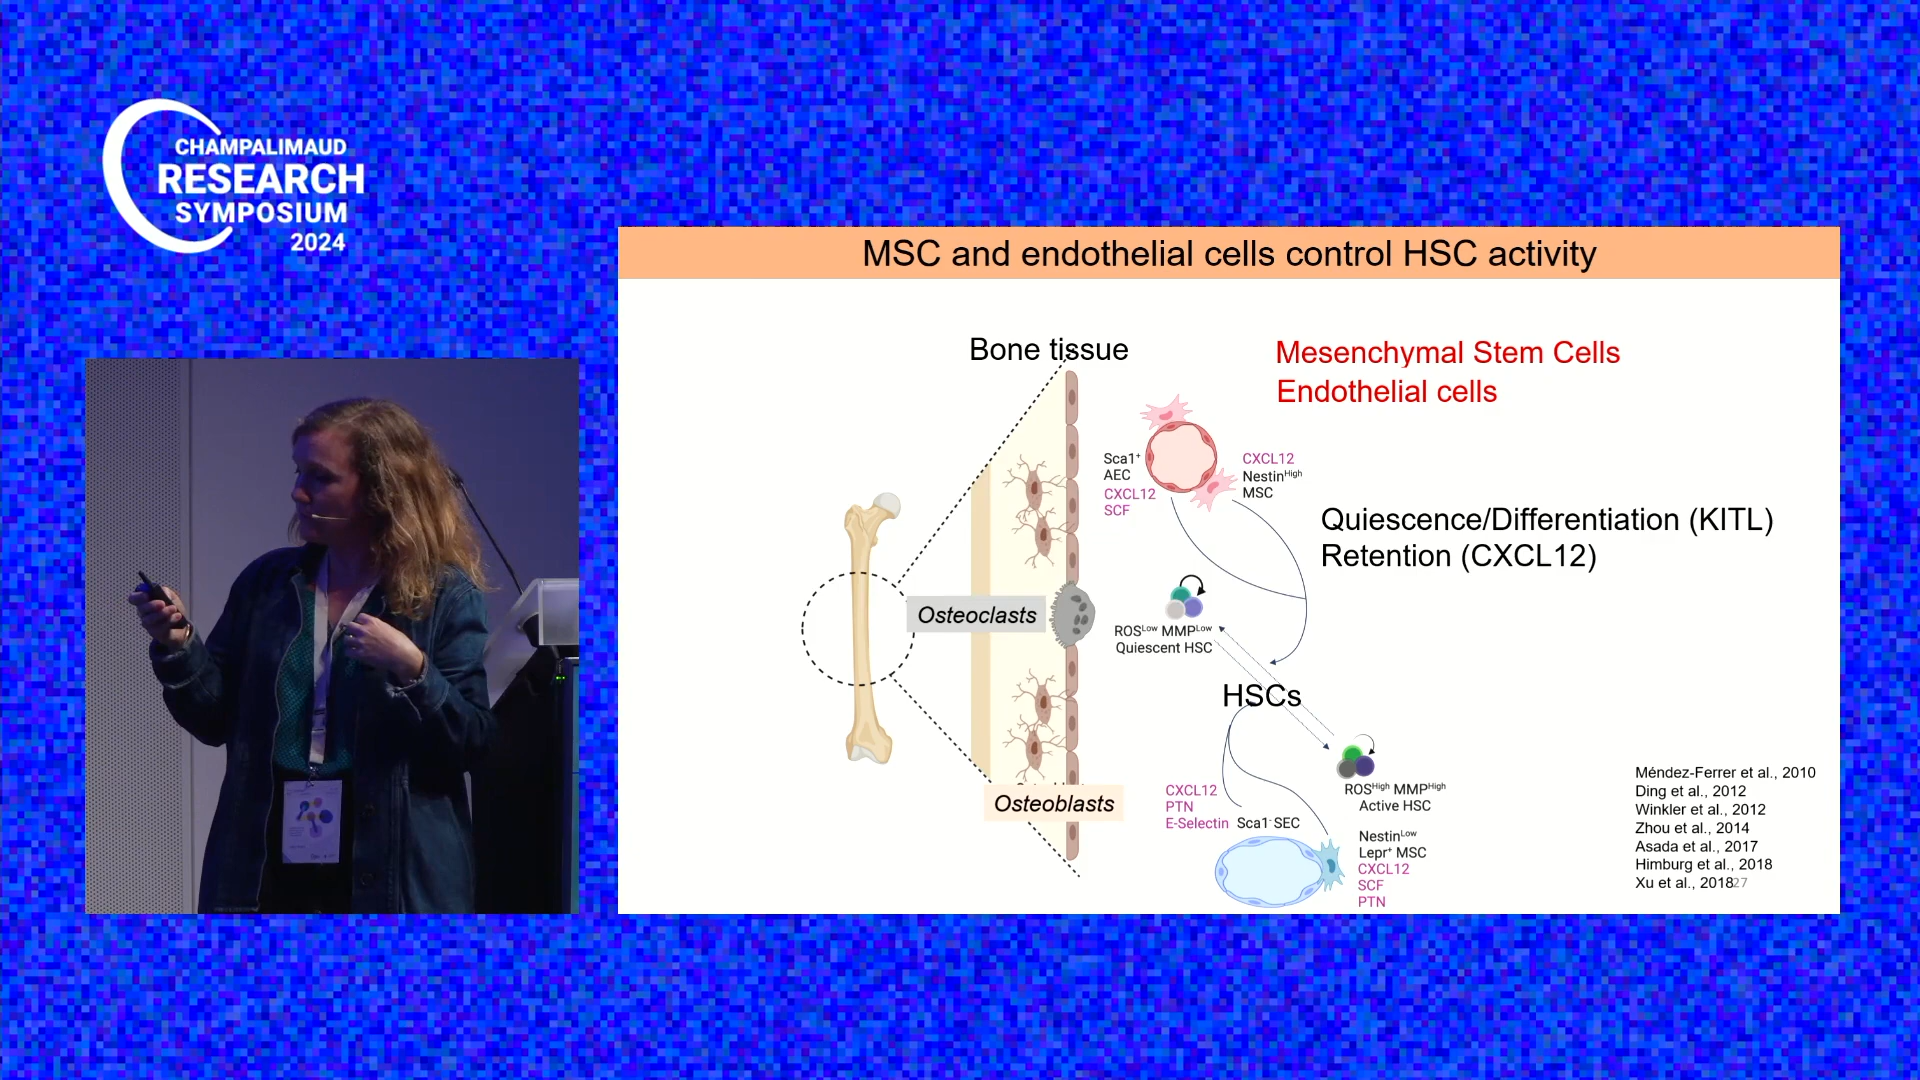 CHAMPALIMAUD
RESEARCH
SYMPOSIUM
2024
MSC and endothelial cells control HSC activity
Bone tissue
Mesenchymal Stem Cells
Endothelial cells
Sca1⁺
AEC
CXCL12
SCF
CXCL12
Nestinᴴⁱᵍʰ
MSC
Quiescence/Differentiation (KITL)
Retention (CXCL12)
Osteoclasts
ROSᴸᵒʷ MMPᴸᵒʷ
Quiescent HSC
HSCs
Osteoblasts
ROSᴴⁱᵍʰ MMPᴴⁱᵍʰ
Active HSC
CXCL12
PTN
E-Selectin
Sca1⁻ SEC
Nestinᴸᵒʷ
Lepr⁺ MSC
CXCL12
SCF
PTN
Méndez-Ferrer et al., 2010
Ding et al., 2012
Winkler et al., 2012
Zhou et al., 2014
Asada et al., 2017
Himburg et al., 2018
Xu et al., 2018
27